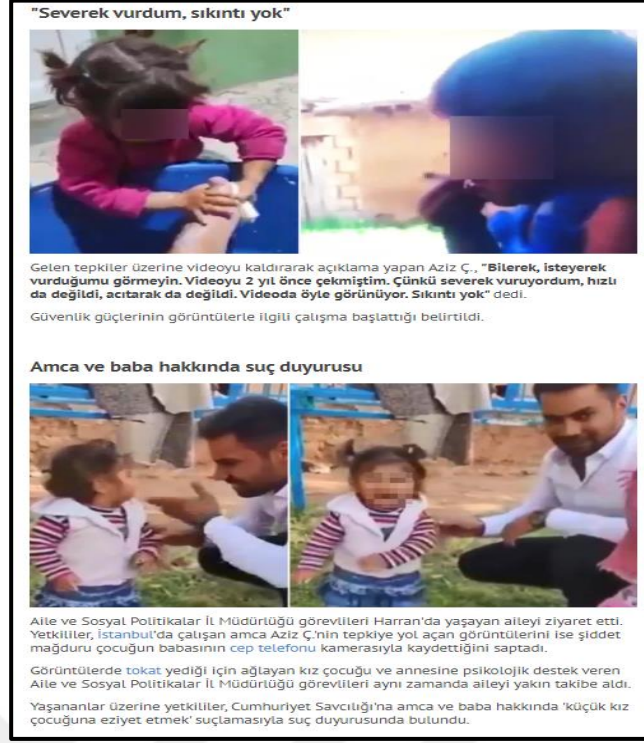 "Severek vurdum, sıkıntı yok"
Gelen tepkiler üzerine videoyu kaldırarak açıklama yapan Aziz Ç., "Bilerek, isteyerek
vurduğumu görmeyin. Videoyu 2 yıl önce çekmiştim. Çünkü severek vuruyordum, hızlı
da değildi, acıtarak da değildi. Videoda öyle görünüyor. Sıkıntı yok" dedi.
Güvenlik güçlerinin görüntülerle ilgili çalışma başlattığı belirtildi.
Amca ve baba hakkında suç duyurusu
Aile ve Sosyal Politikalar İl Müdürlüğü görevlileri Harran'da yaşayan aileyi ziyaret etti.
Yetkililer, İstanbul'da çalışan amca Aziz Ç.'nin tepkiye yol açan görüntülerini ise şiddet
mağduru çocuğun babasının cep telefonu kamerasıyla kaydettiğini saptadı.
Görüntülerde tokat yediği için ağlayan kız çocuğu ve annesine psikolojik destek veren
Aile ve Sosyal Politikalar İl Müdürlüğü görevlileri aynı zamanda aileyi yakın takibe aldı.
Yaşananlar üzerine yetkililer, Cumhuriyet Savcılığı'na amca ve baba hakkında 'küçük kız
çocuğuna eziyet etmek' suçlamasıyla suç duyurusunda bulundu.